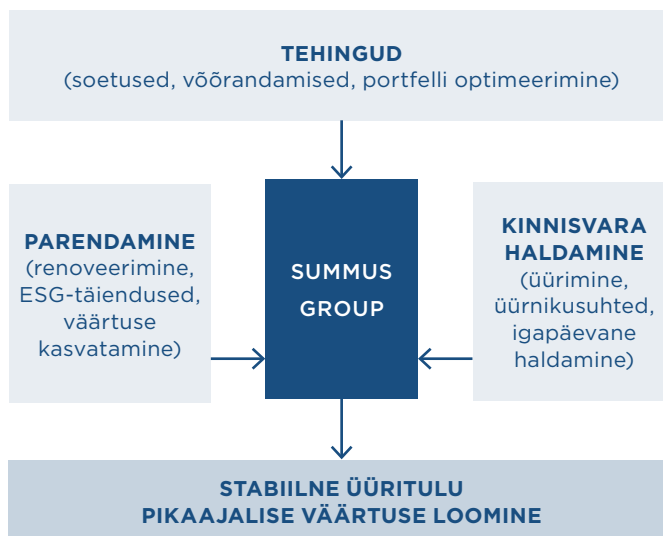 TEHINGUD
(soetused, võõrandamised, portfelli optimeerimine)
PARENDAMINE
(renoveerimine,
ESG-täiendused,
väärtuse
kasvatamine)
SUMMUS
GROUP
KINNISVARA
HALDAMINE
(üürimine,
üürnikusuhted,
igapäevane
haldamine)
STABIILNE ÜÜRITULU
PIKAAJALISE VÄÄRTUSE LOOMINE